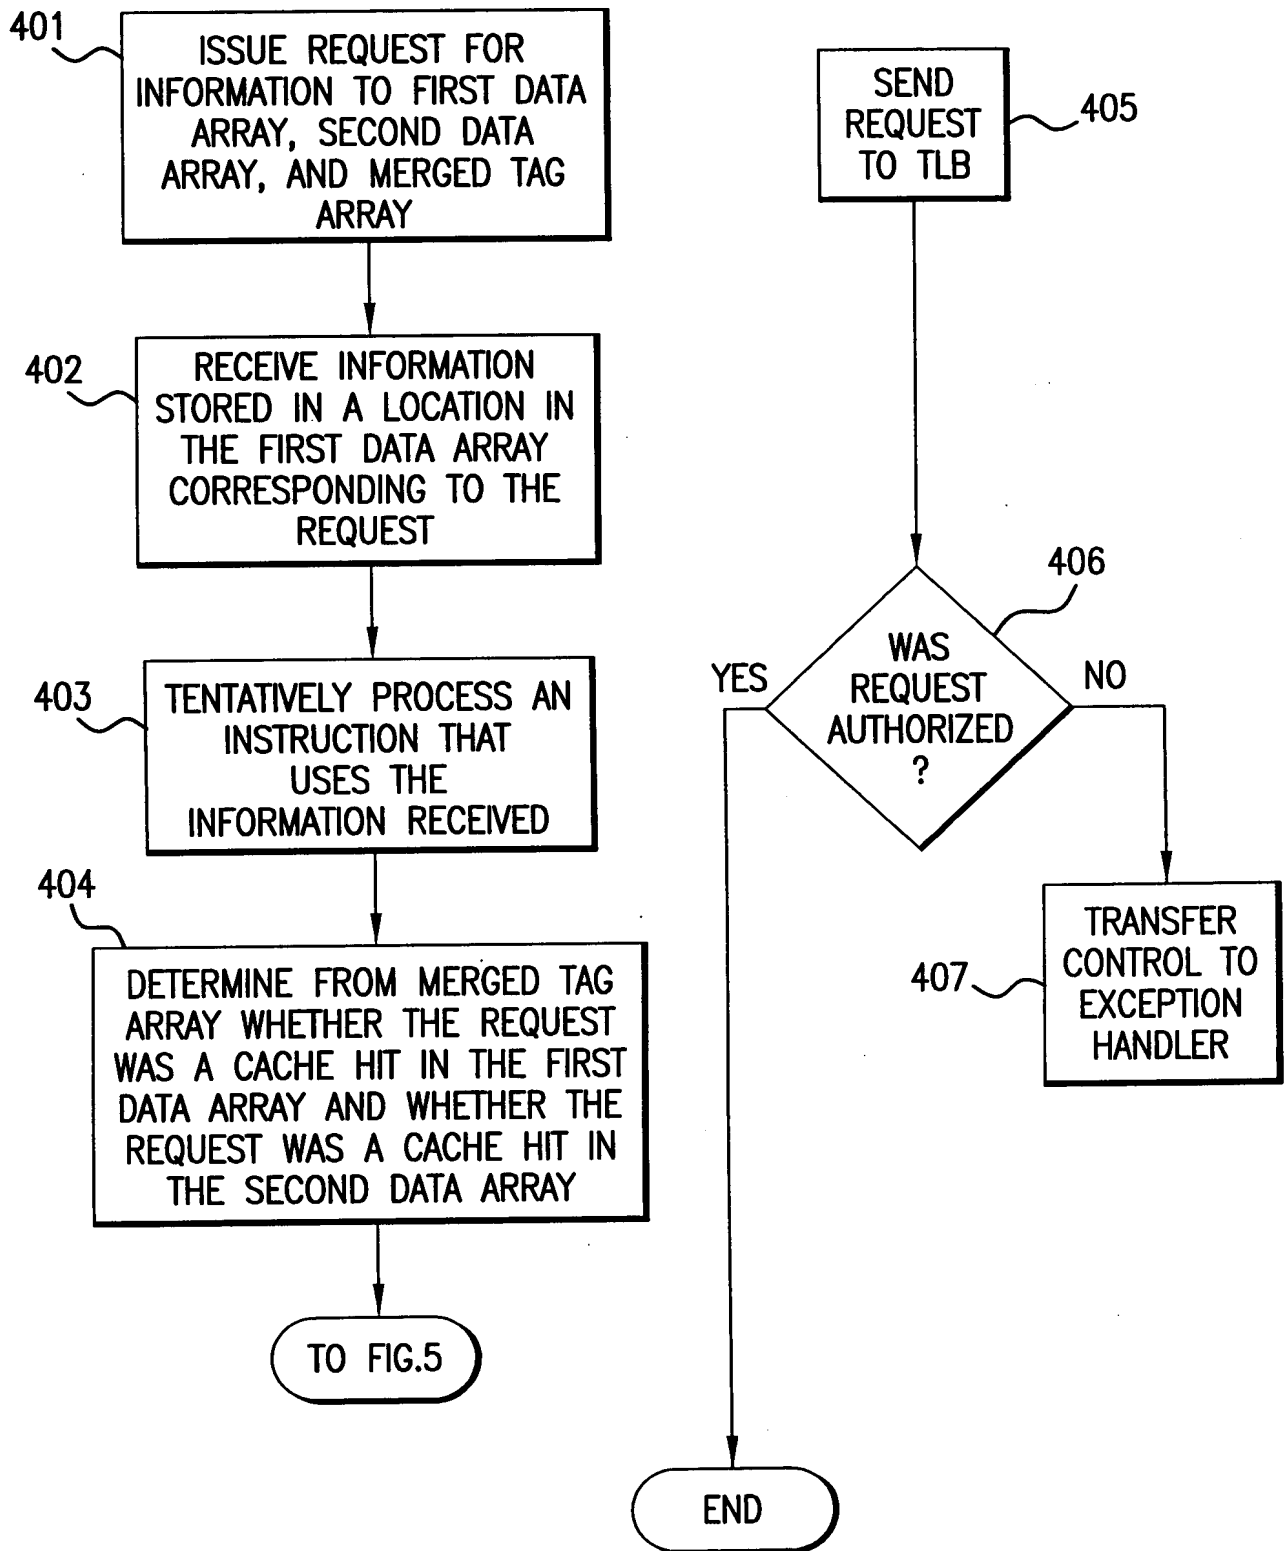 401
ISSUE REQUEST FOR
INFORMATION TO FIRST DATA
ARRAY, SECOND DATA
ARRAY, AND MERGED TAG
ARRAY
402
RECEIVE INFORMATION
STORED IN A LOCATION IN
THE FIRST DATA ARRAY
CORRESPONDING TO THE
REQUEST
403
TENTATIVELY PROCESS AN
INSTRUCTION THAT
USES THE
INFORMATION RECEIVED
404
DETERMINE FROM MERGED TAG
ARRAY WHETHER THE REQUEST
WAS A CACHE HIT IN THE FIRST
DATA ARRAY AND WHETHER THE
REQUEST WAS A CACHE HIT IN
THE SECOND DATA ARRAY
TO FIG.5
SEND
REQUEST
TO TLB
405
406
WAS
REQUEST
AUTHORIZED
?
YES
NO
407
TRANSFER
CONTROL TO
EXCEPTION
HANDLER
END